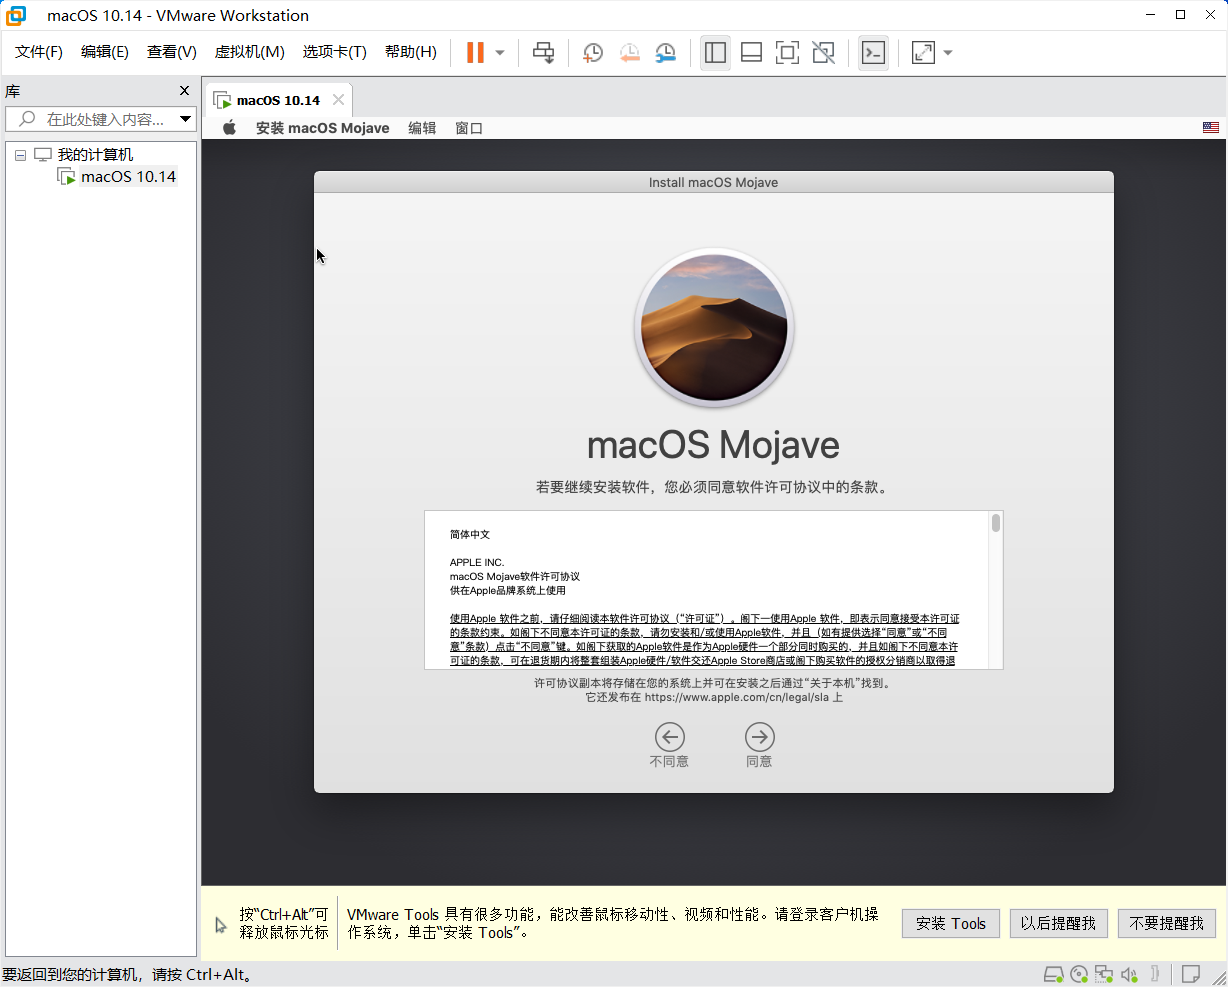 macOS 10.14 - VMware Workstation
文件(F) 编辑(E) 查看(V) 虚拟机(M) 选项卡(T) 帮助(H)
库
在此处键入内容...
我的计算机
macOS 10.14
macOS 10.14
安装 macOS Mojave 编辑 窗口
Install macOS Mojave
macOS Mojave
若要继续安装软件，您必须同意软件许可协议中的条款。
简体中文
APPLE INC.
macOS Mojave软件许可协议
供在Apple品牌系统上使用
使用Apple 软件之前，请仔细阅读本软件许可协议（“许可证”）。阁下一使用Apple 软件，即表示同意接受本许可证
的条款约束。如阁下不同意本许可证的条款，请勿安装和/或使用Apple软件，并且（如有提供选择“同意”或“不同
意”条款）点击“不同意”键。如阁下获取的Apple软件是作为Apple硬件一个部分同时购买的，并且如阁下不同意本许
可证的条款，可在退货期内将整套组装Apple硬件/软件交还Apple Store商店或阁下购买软件的授权分销商以取得退
许可协议副本将存储在您的系统上并可在安装之后通过“关于本机”找到。
它还发布在 https://www.apple.com/cn/legal/sla 上
不同意 同意
按“Ctrl+Alt”可
释放鼠标光标
VMware Tools 具有很多功能，能改善鼠标移动性、视频和性能。请登录客户机操
作系统，单击“安装 Tools”。
安装 Tools 以后提醒我 不要提醒我
要返回到您的计算机，请按 Ctrl+Alt。